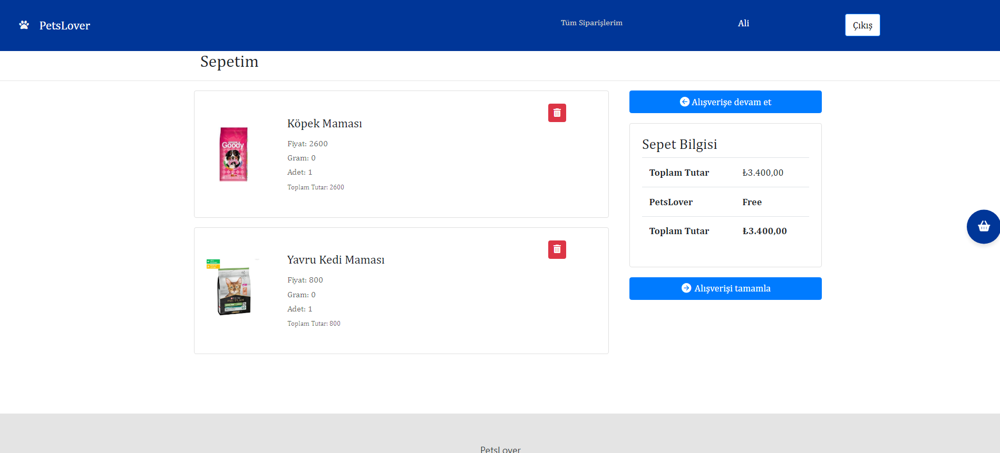 PetsLover
Tüm Siparişlerim
Ali
Çıkış
Sepetim
Köpek Maması
Fiyat: 2600
Gram: 0
Adet: 1
Toplam Tutar: 2600
Goody
Yavru Kedi Maması
Fiyat: 800
Gram: 0
Adet: 1
Toplam Tutar: 800
PRO PLAN
Alışverişe devam et
Sepet Bilgisi
Toplam Tutar ₺3.400,00
PetsLover Free
Toplam Tutar ₺3.400,00
Alışverişi tamamla
PetsLover